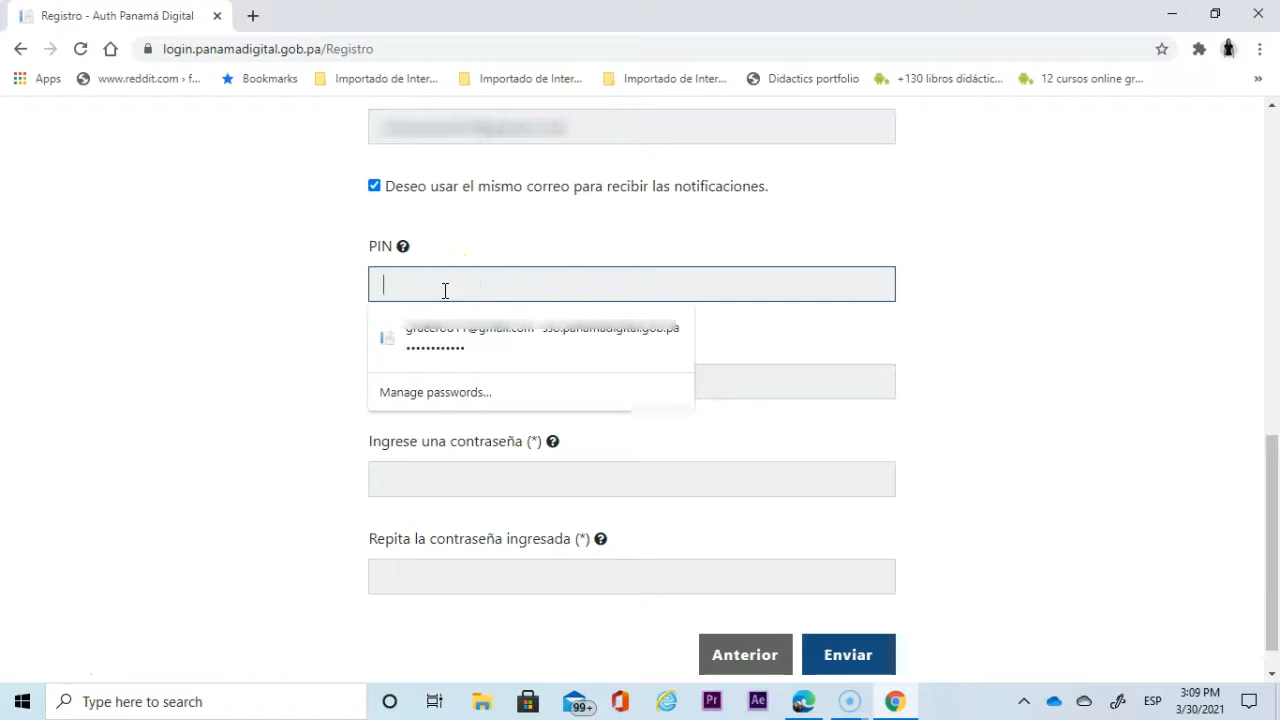 Registro - Auth Panamá Digital
login.panamadigital.gob.pa/Registro
Apps www.reddit.com › f... Bookmarks Importado de Inter... Importado de Inter... Importado de Inter... Didactics portfolio +130 libros didáctic... 12 cursos online gr... »
Deseo usar el mismo correo para recibir las notificaciones.
PIN
••••••••••••
Manage passwords...
Ingrese una contraseña (*)
Repita la contraseña ingresada (*)
Anterior Enviar
Type here to search
99+
Pr
Ae
ESP
3:09 PM
3/30/2021